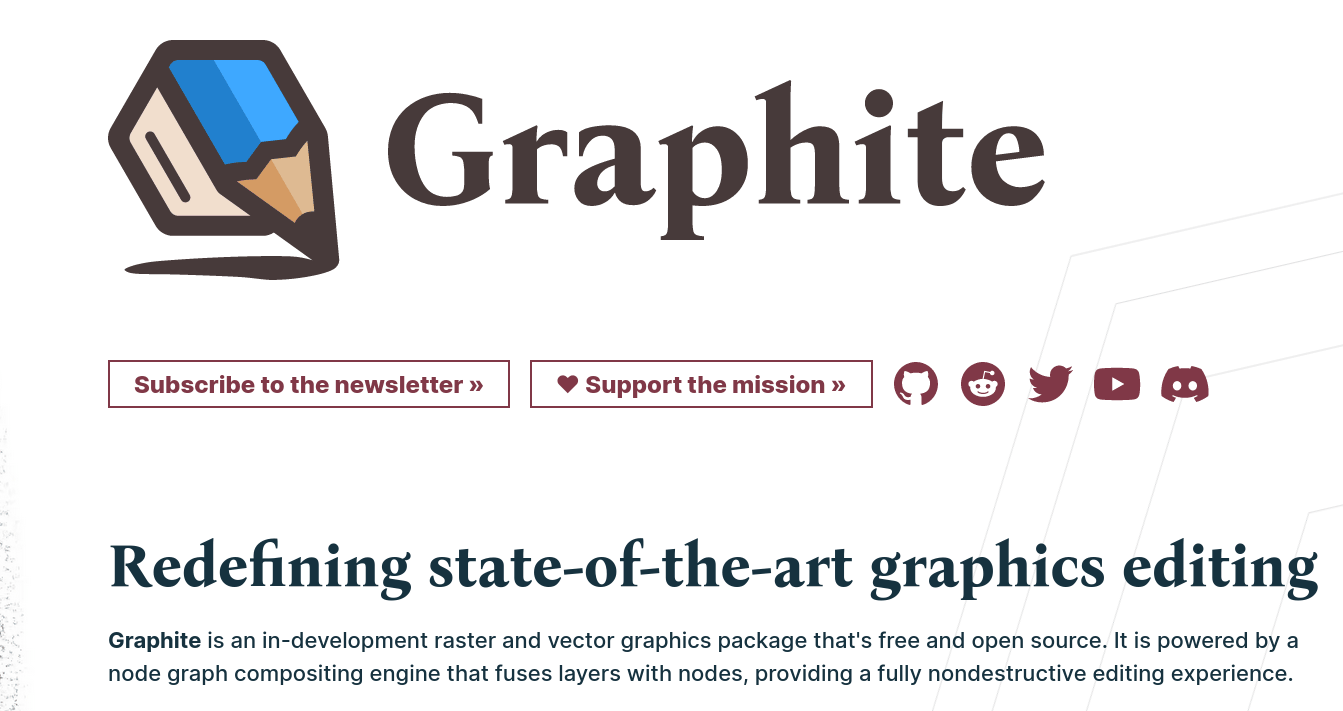 Graphite
Subscribe to the newsletter »
♥ Support the mission »
Redefining state-of-the-art graphics editing
Graphite is an in-development raster and vector graphics package that's free and open source. It is powered by a
node graph compositing engine that fuses layers with nodes, providing a fully nondestructive editing experience.